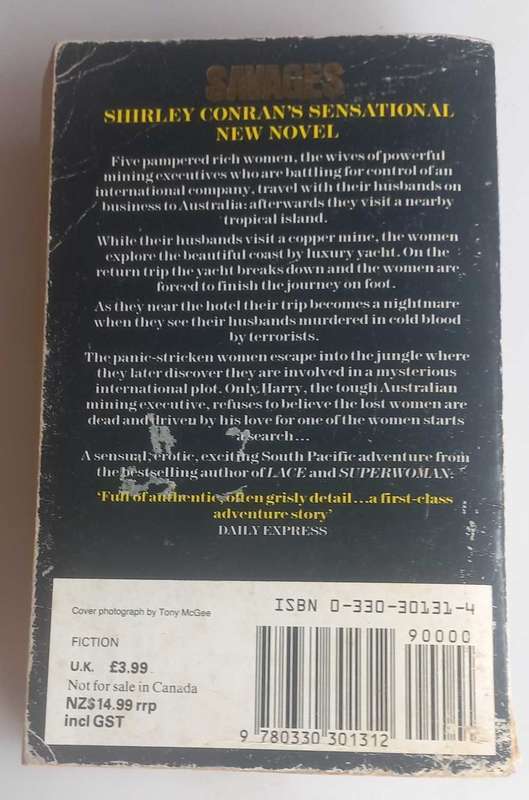 SAVAGES
SHIRLEY CONRAN'S SENSATIONAL
NEW NOVEL
Five pampered rich women, the wives of powerful
mining executives who are battling for control of an
international company, travel with their husbands on
business to Australia: afterwards they visit a nearby
tropical island.
While their husbands visit a copper mine, the women
explore the beautiful coast by luxury yacht. On the
return trip the yacht breaks down and the women are
forced to finish the journey on foot.
As they near the hotel their trip becomes a nightmare
when they see their husbands murdered in cold blood
by terrorists.
The panic-stricken women escape into the jungle where
they later discover they are involved in a mysterious
international plot. Only Harry, the tough Australian
mining executive, refuses to believe the lost women are
dead and driven by his love for one of the women starts
a search...
A sensual, erotic, exciting South Pacific adventure from
the bestselling author of LACE and SUPERWOMAN.
'Full of authentic, often grisly detail...a first-class
adventure story'
DAILY EXPRESS
Cover photograph by Tony McGee
ISBN 0-330-30131-4
FICTION
90000
U.K. £3.99
Not for sale in Canada
NZ$14.99 rrp
incl GST
9 780330 301312